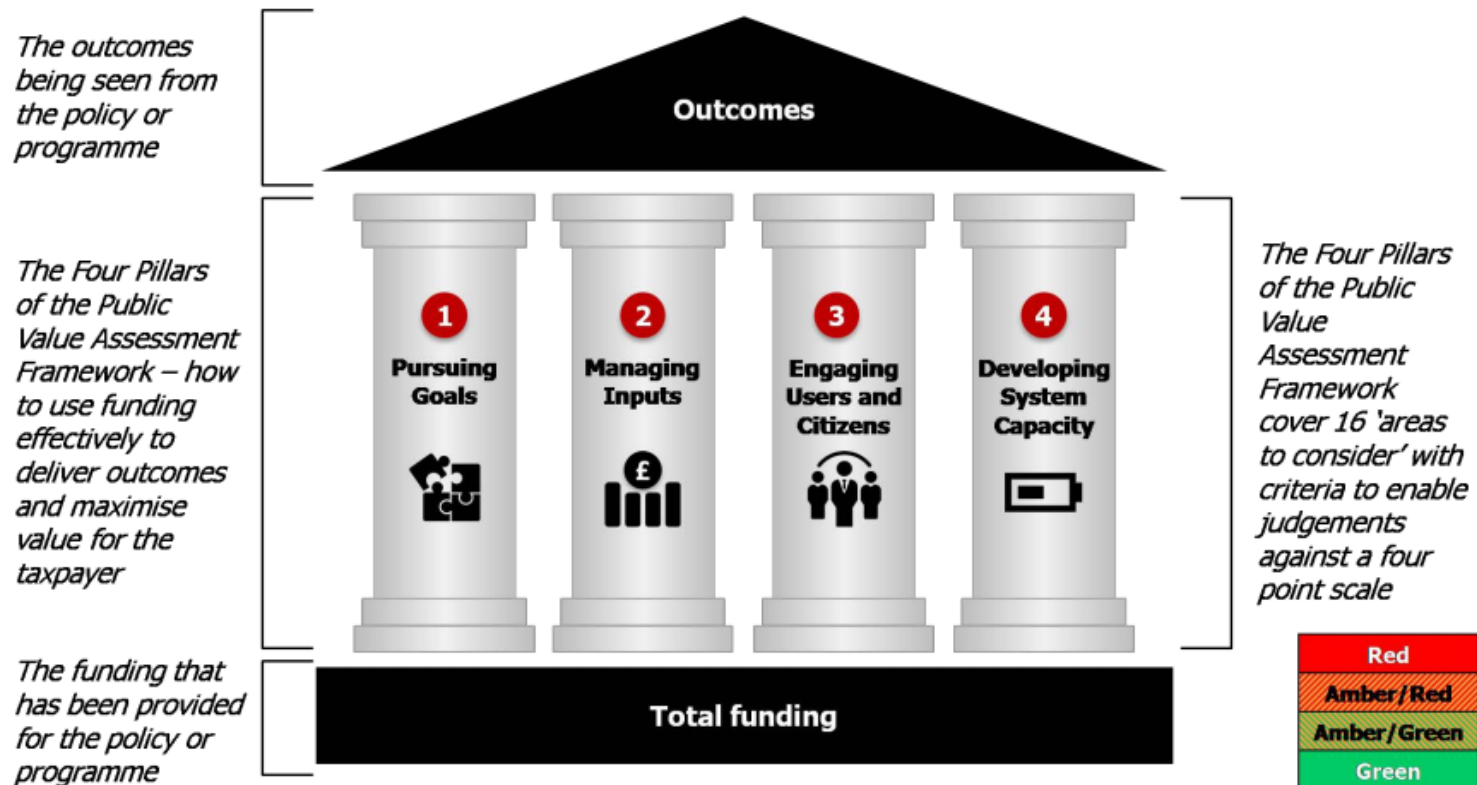 The outcomes
being seen from
the policy or
programme
Outcomes
The Four Pillars
of the Public
Value Assessment
Framework – how
to use funding
effectively to
deliver outcomes
and maximise
value for the
taxpayer
1
Pursuing
Goals
2
Managing
Inputs
£
3
Engaging
Users and
Citizens
4
Developing
System
Capacity
The Four Pillars
of the Public
Value
Assessment
Framework
cover 16 ‘areas
to consider’ with
criteria to enable
judgements
against a four
point scale
The funding that
has been provided
for the policy or
programme
Total funding
Red
Amber/Red
Amber/Green
Green